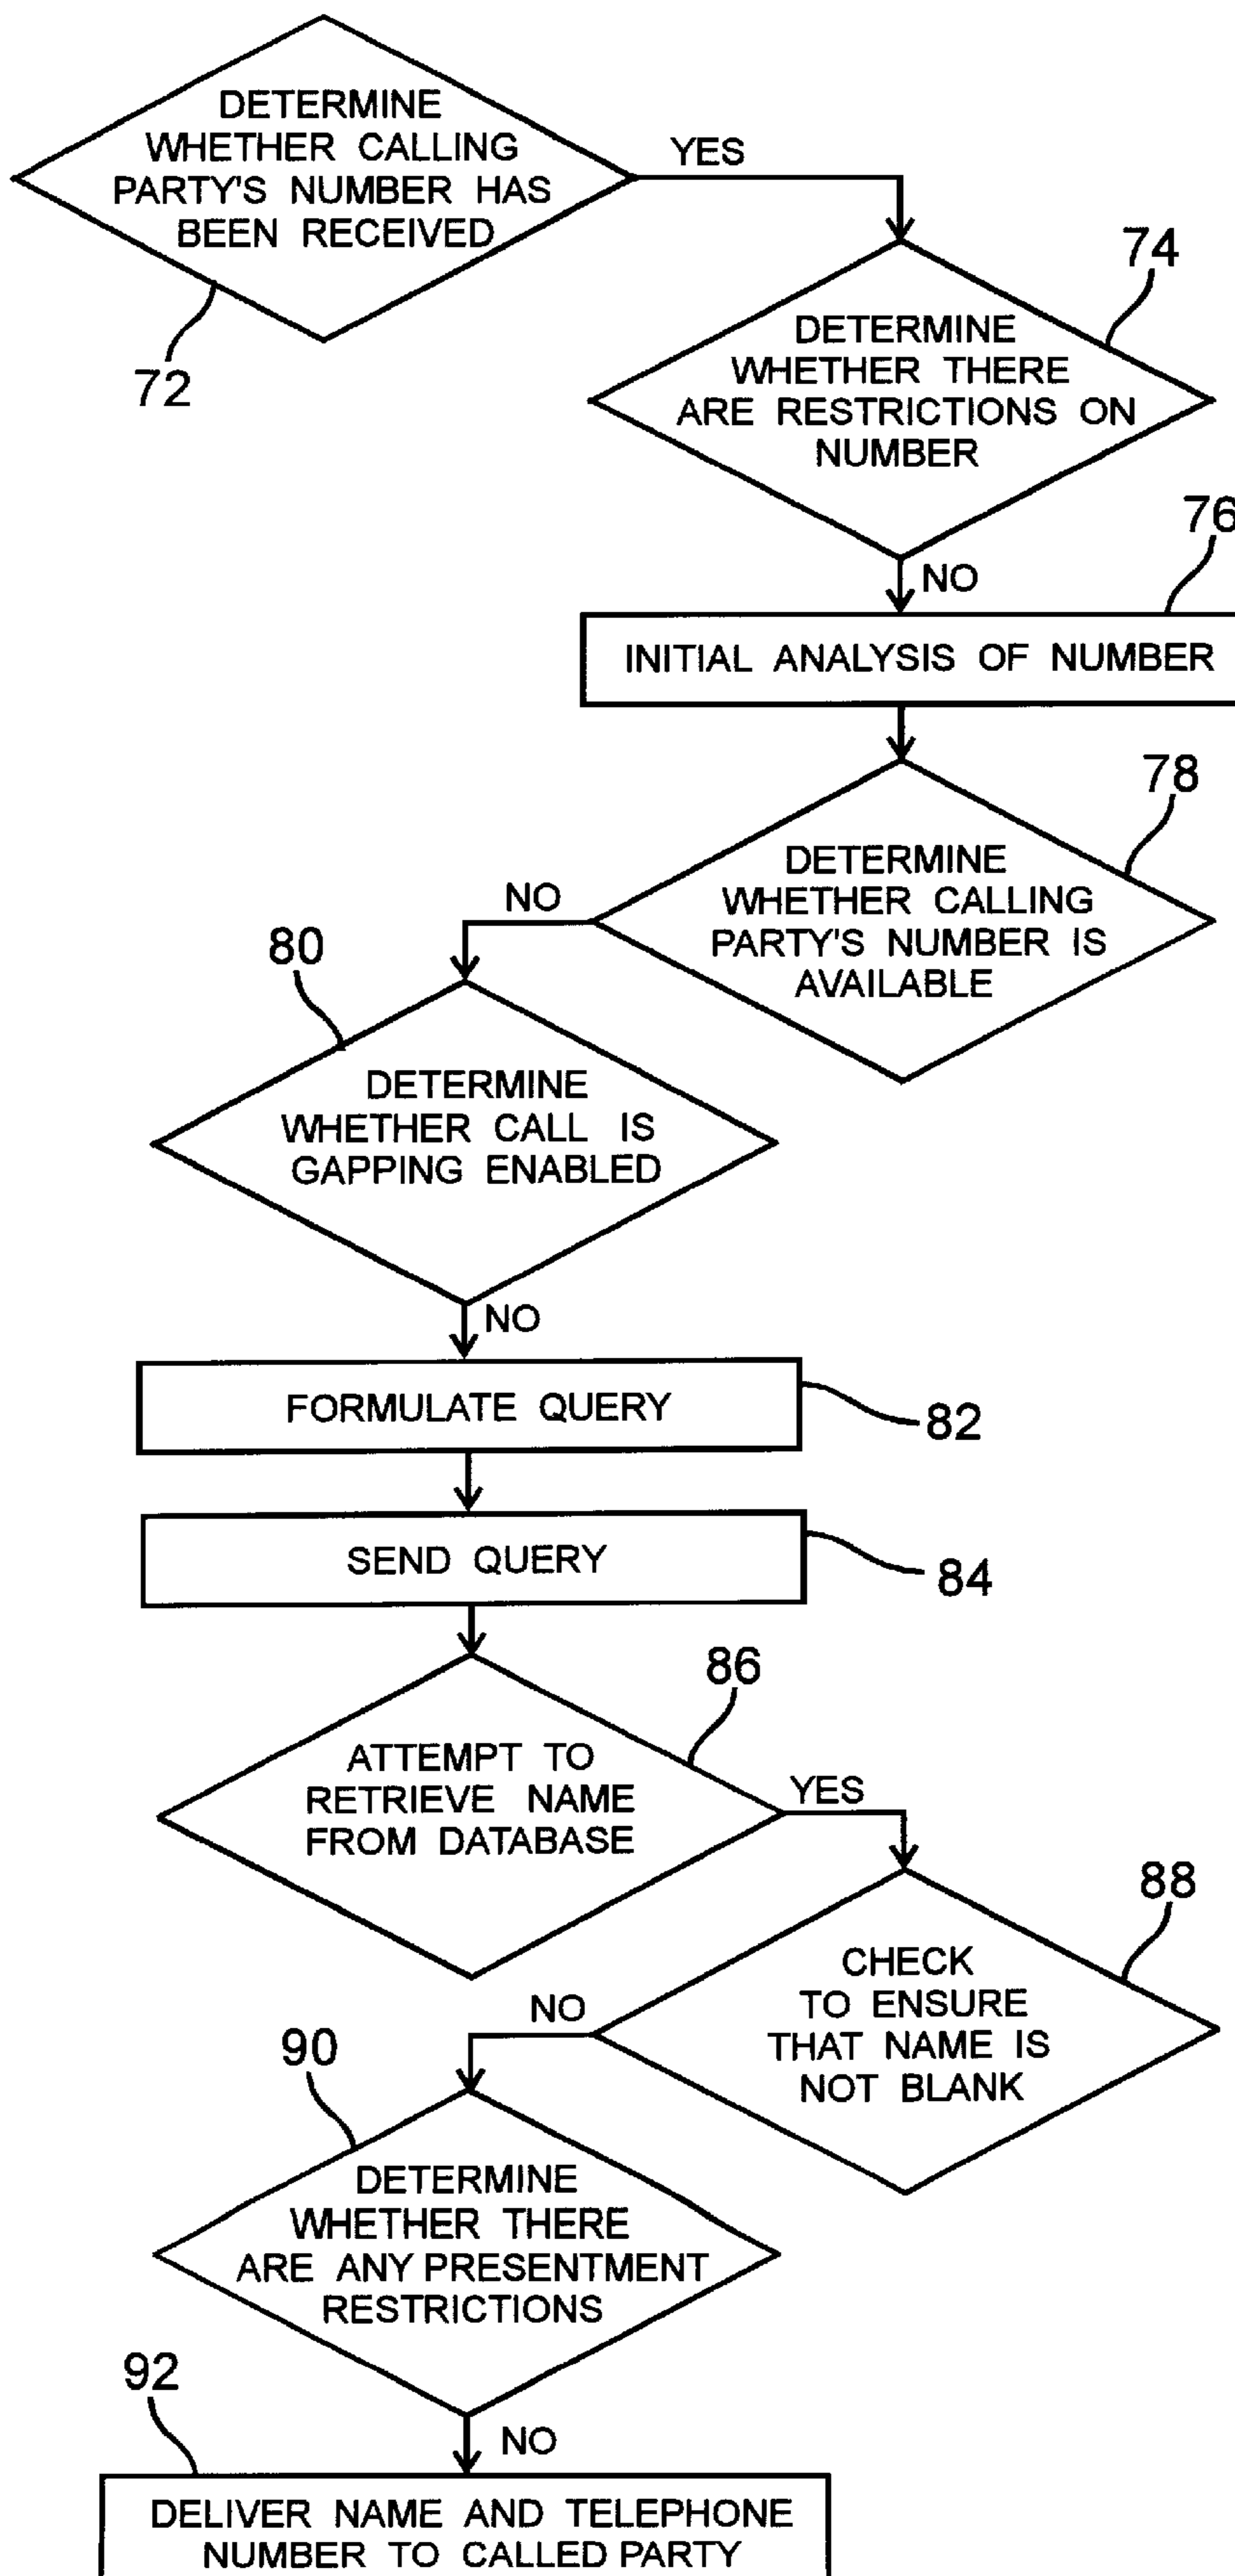 DETERMINE
WHETHER CALLING
PARTY'S NUMBER HAS
BEEN RECEIVED
YES
72
74
DETERMINE
WHETHER THERE
ARE RESTRICTIONS ON
NUMBER
NO
76
INITIAL ANALYSIS OF NUMBER
78
DETERMINE
WHETHER CALLING
PARTY'S NUMBER IS
AVAILABLE
NO
80
DETERMINE
WHETHER CALL IS
GAPPING ENABLED
NO
FORMULATE QUERY
82
SEND QUERY
84
86
ATTEMPT TO
RETRIEVE NAME
FROM DATABASE
YES
88
CHECK
TO ENSURE
THAT NAME IS
NOT BLANK
NO
90
DETERMINE
WHETHER THERE
ARE ANY PRESENTMENT
RESTRICTIONS
NO
92
DELIVER NAME AND TELEPHONE
NUMBER TO CALLED PARTY